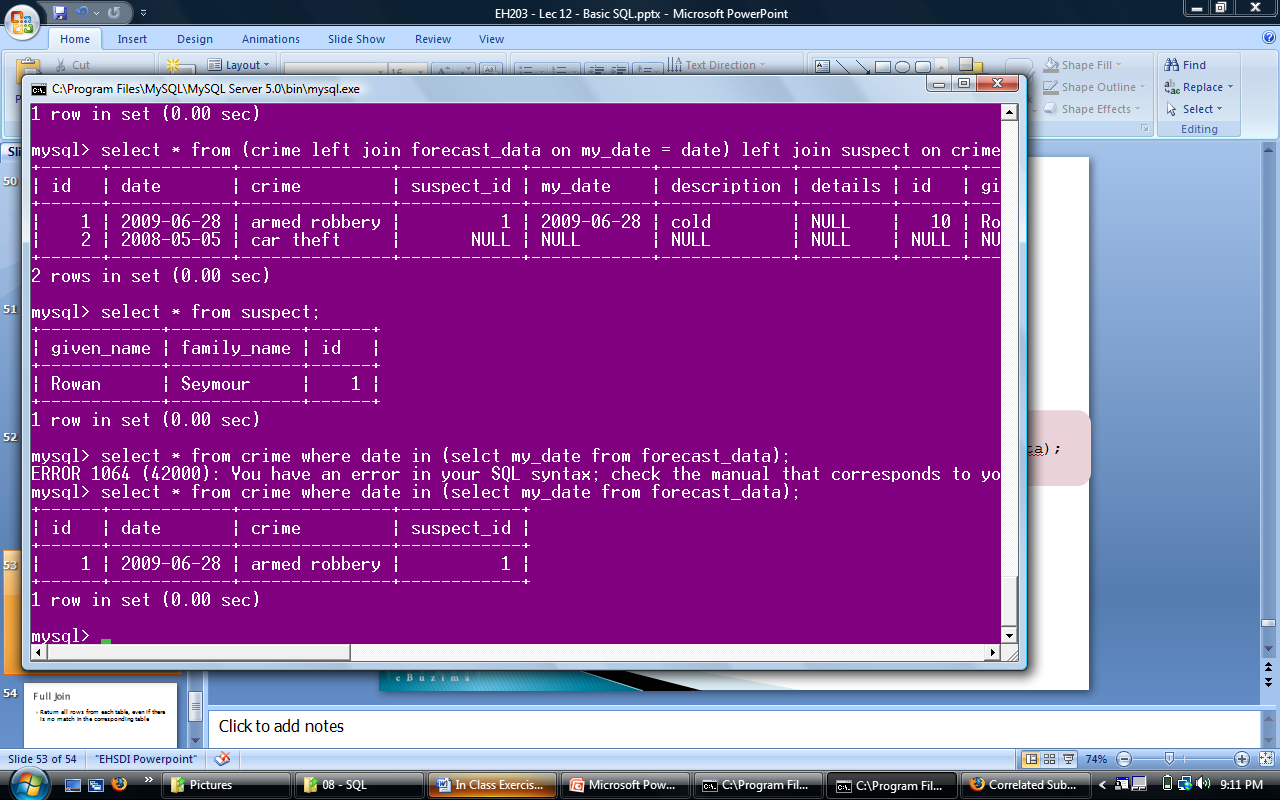 EH203 - Lec 12 - Basic SQL.pptx - Microsoft PowerPoint
Home Insert Design Animations Slide Show Review View
Cut
Layout
16
Text Direction
Shape Fill
Shape Outline
Shape Effects
Find
Replace
Select
Editing
C:\Program Files\MySQL\MySQL Server 5.0\bin\mysql.exe
1 row in set (0.00 sec)
mysql> select * from (crime left join forecast_data on my_date = date) left join suspect on crime
| id | date | crime | suspect_id | my_date | description | details | id | gi
| 1 | 2009-06-28 | armed robbery | 1 | 2009-06-28 | cold | NULL | 10 | Ro
| 2 | 2008-05-05 | car theft | NULL | NULL | NULL | NULL | NULL | NU
2 rows in set (0.00 sec)
mysql> select * from suspect;
| given_name | family_name | id |
| Rowan | Seymour | 1 |
1 row in set (0.00 sec)
mysql> select * from crime where date in (selct my_date from forecast_data);
ERROR 1064 (42000): You have an error in your SQL syntax; check the manual that corresponds to yo
mysql> select * from crime where date in (select my_date from forecast_data);
| id | date | crime | suspect_id |
| 1 | 2009-06-28 | armed robbery | 1 |
1 row in set (0.00 sec)
mysql>
Sli
50
51
52
53
54
ta);
eBuzima
Full Join
Return all rows from each table, even if there
is no match in the corresponding table
Click to add notes
Slide 53 of 54 "EHSDI Powerpoint" 74%
Pictures 08 - SQL In Class Exercis... Microsoft Pow... C:\Program Fil... C:\Program Fil... Correlated Sub... 9:11 PM